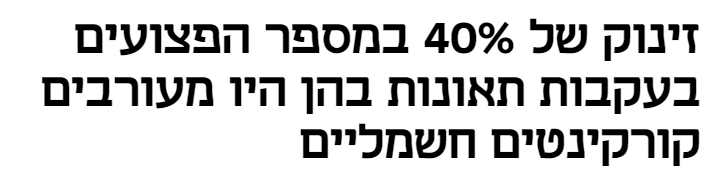 זינוק של 40% במספר הפצועים
בעקבות תאונות בהן היו מעורבים
קורקינטים חשמליים